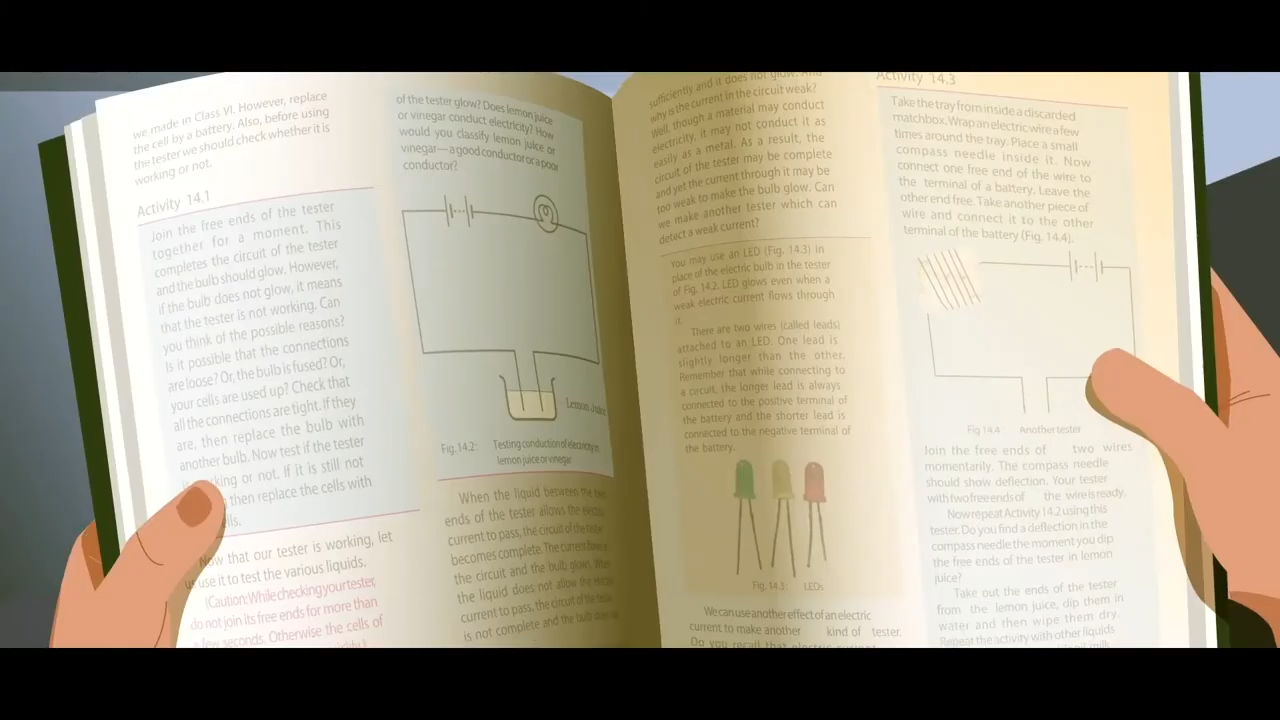 we made in Class VI. However, replace
the cell by a battery. Also, before using
the tester we should check whether it is
working or not.
Activity 14.1
Join the free ends of the tester
together for a moment. This
completes the circuit of the tester
and the bulb should glow. However,
if the bulb does not glow, it means
that the tester is not working. Can
you think of the possible reasons?
Is it possible that the connections
are loose? Or, the bulb is fused? Or,
your cells are used up? Check that
all the connections are tight. If they
are, then replace the bulb with
another bulb. Now test if the tester
or not. If it is still not
then replace the cells with
Now that our tester is working, let
us use it to test the various liquids.
(Caution: While checking your tester,
do not join its free ends for more than
a few seconds. Otherwise the cells of
of the tester glow? Does lemon juice
or vinegar conduct electricity? How
would you classify lemon juice or
vinegar—a good conductor or a poor
conductor?
Lemon Juice
Fig. 14.2: Testing conduction of electricity in
lemon juice or vinegar
When the liquid between the two
ends of the tester allows the electric
current to pass, the circuit of the tester
becomes complete. The current flows in
the circuit and the bulb glow. When
the liquid does not allow the electric
current to pass, the circuit of the tester
is not complete and the bulb does not
sufficiently and it does not glow. And
why is the current in the circuit weak?
Well, though a material may conduct
electricity, it may not conduct it as
easily as a metal. As a result, the
circuit of the tester may be complete
and yet the current through it may be
too weak to make the bulb glow. Can
we make another tester which can
detect a weak current?
you may use an LED (Fig. 14.3) in
place of the electric bulb in the tester
of Fig. 14.2. LED glows even when a
weak electric current flows through
it.
There are two wires (called leads)
attached to an LED. One lead is
slightly longer than the other.
Remember that while connecting to
a circuit, the longer lead is always
connected to the positive terminal of
the battery and the shorter lead is
connected to the negative terminal of
the battery.
Fig. 14.3: LEDs
We can use another effect of an electric
current to make another kind of tester.
Do you recall that electric current
Activity 14.3
Take the tray from inside a discarded
matchbox. Wrap an electric wire a few
times around the tray. Place a small
compass needle inside it. Now
connect one free end of the wire to
the terminal of a battery. Leave the
other end free. Take another piece of
wire and connect it to the other
terminal of the battery (Fig. 14.4).
Fig 14.4: Another tester
Join the free ends of two wires
momentarily. The compass needle
should show deflection. Your tester
with two free ends of the wire is ready.
Now repeat Activity 14.2 using this
tester. Do you find a deflection in the
compass needle the moment you dip
the free ends of the tester in lemon
juice?
Take out the ends of the tester
from the lemon juice, dip them in
water and then wipe them dry.
Repeat the activity with other liquids
milk